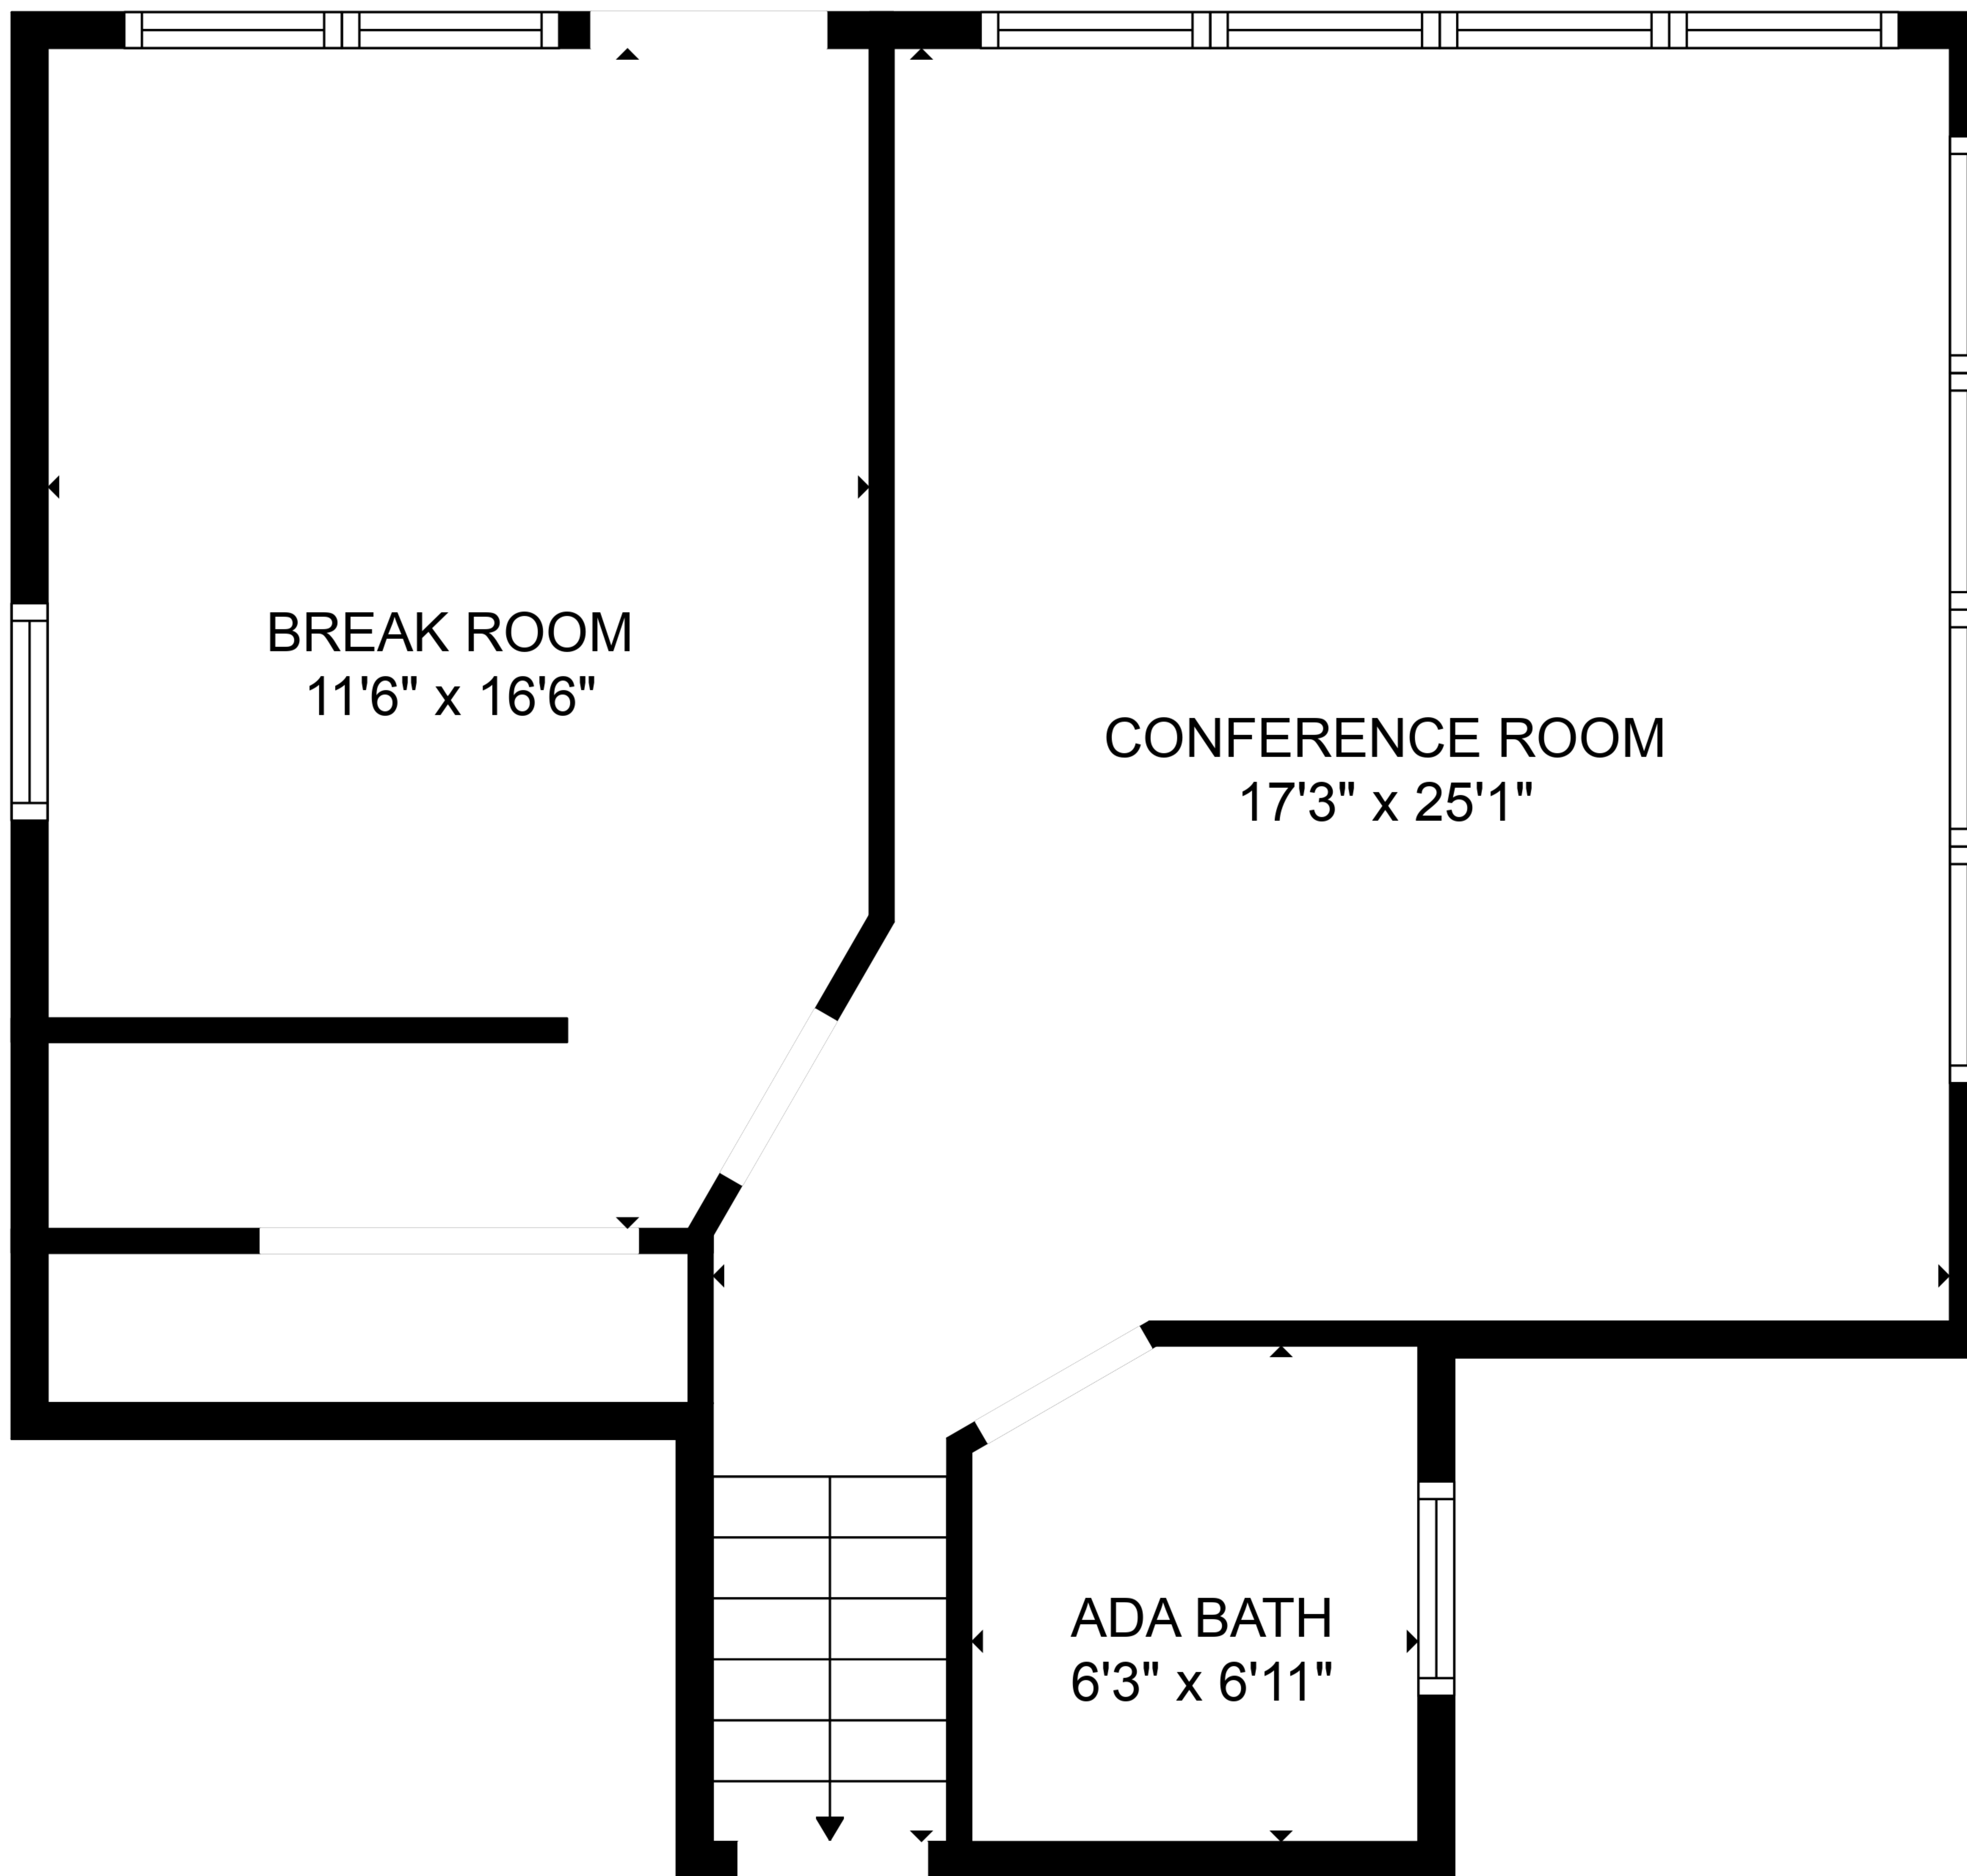 BREAK ROOM
11'6" x 16'6"
CONFERENCE ROOM
17'3" x 25'1"
ADA BATH
6'3" x 6'11"